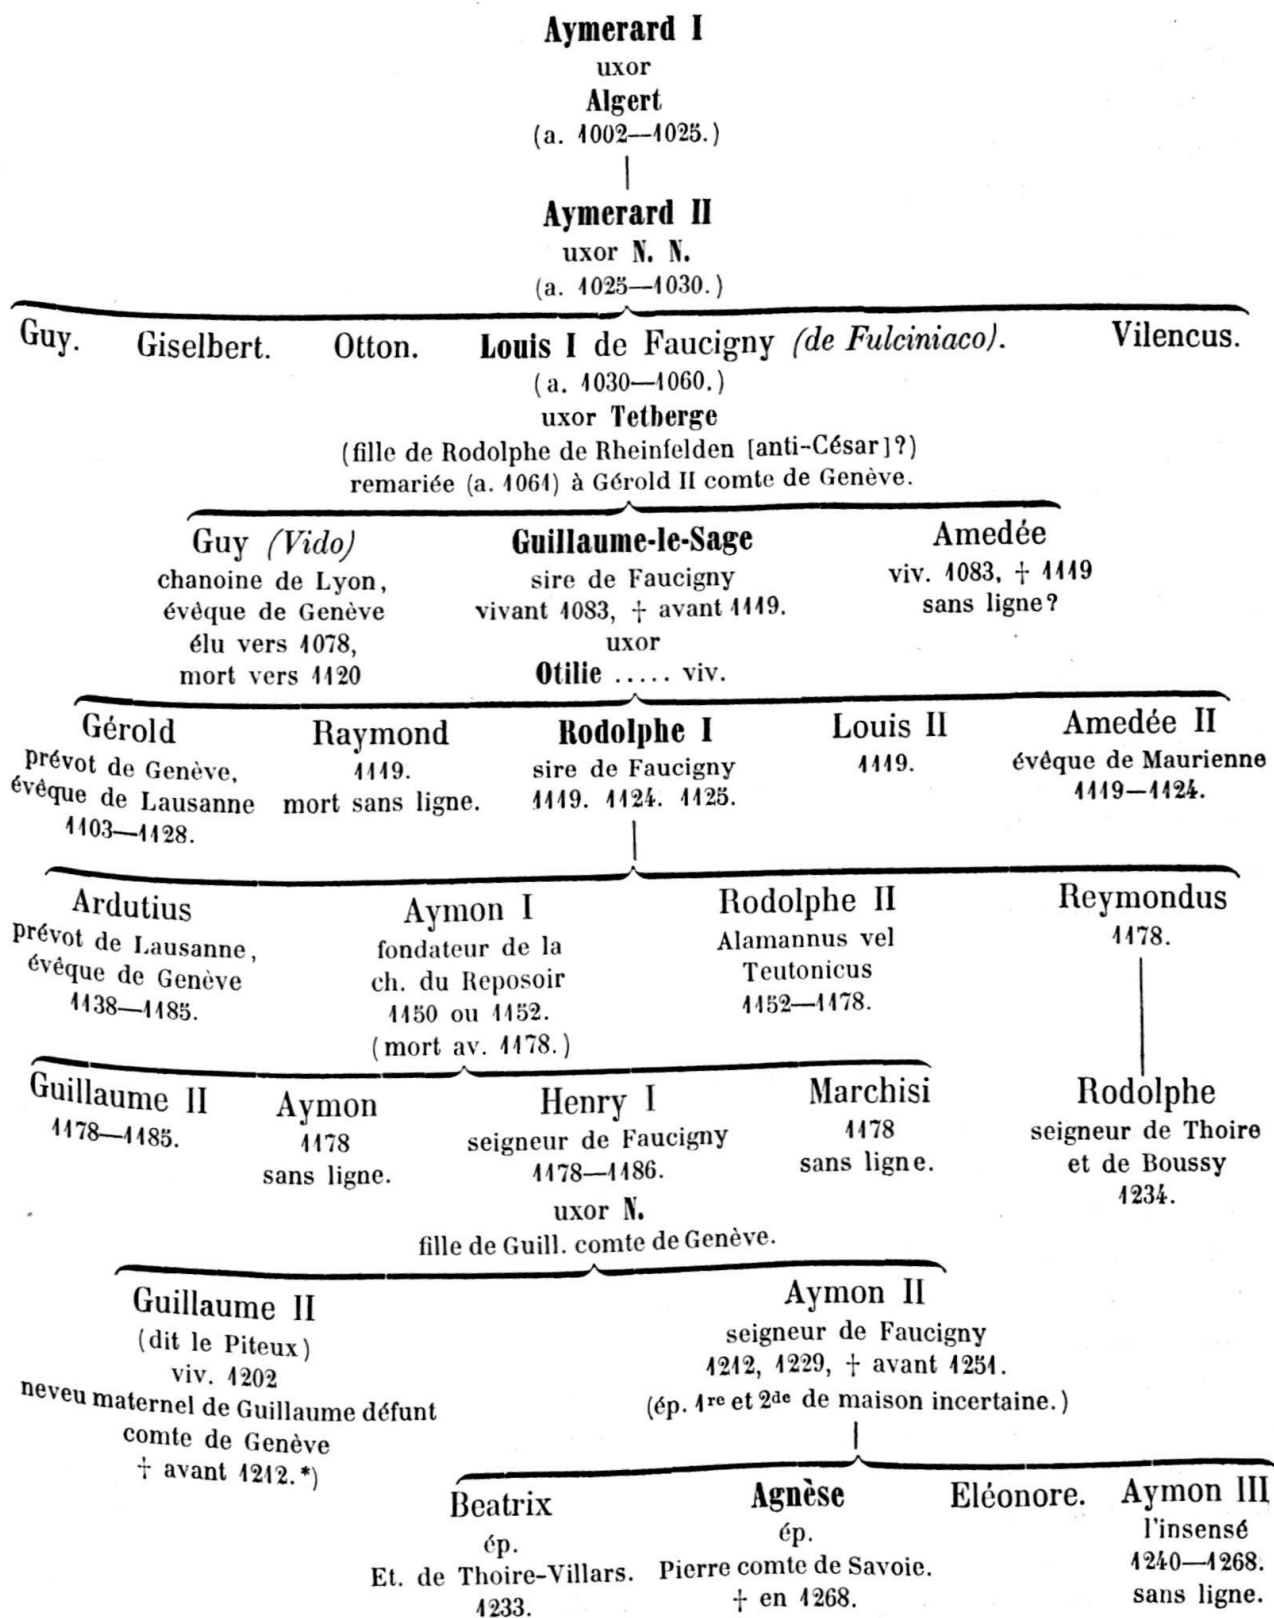 Aymerard I
uxor
Algert
(a. 1002—1025.)
Aymerard II
uxor N. N.
(a. 1025—1030.)
Guy. Giselbert. Otton. Louis I de Faucigny (de Fulciniaco). Vilencus.
(a. 1030—1060.)
uxor Tetberge
(fille de Rodolphe de Rheinfelden [anti-César]?)
remariée (a. 1061) à Gérold II comte de Genève.
Guy (Vido)
chanoine de Lyon,
évêque de Genève
élu vers 1078,
mort vers 1120
Guillaume-le-Sage
sire de Faucigny
vivant 1083, † avant 1119.
uxor
Otilie ..... viv.
Amedée
viv. 1083, † 1119
sans ligne?
Gérold
prévot de Genève,
évêque de Lausanne
1103—1128.
Raymond
1119.
mort sans ligne.
Rodolphe I
sire de Faucigny
1119. 1124. 1125.
Louis II
1119.
Amedée II
évêque de Maurienne
1119—1124.
Ardutius
prévot de Lausanne,
évêque de Genève
1138—1185.
Aymon I
fondateur de la
ch. du Reposoir
1150 ou 1152.
(mort av. 1178.)
Rodolphe II
Alamannus vel
Teutonicus
1152—1178.
Reymondus
1178.
Guillaume II
1178—1185.
Aymon
1178
sans ligne.
Henry I
seigneur de Faucigny
1178—1186.
uxor N.
fille de Guill. comte de Genève.
Marchisi
1178
sans ligne.
Rodolphe
seigneur de Thoire
et de Boussy
1234.
Guillaume II
(dit le Piteux)
viv. 1202
neveu maternel de Guillaume défunt
comte de Genève
† avant 1212.*)
Aymon II
seigneur de Faucigny
1212, 1229, † avant 1251.
(ép. 1re et 2de de maison incertaine.)
Beatrix
ép.
Et. de Thoire-Villars.
1233.
Agnèse
ép.
Pierre comte de Savoie.
† en 1268.
Eléonore.
Aymon III
l'insensé
1240—1268.
sans ligne.